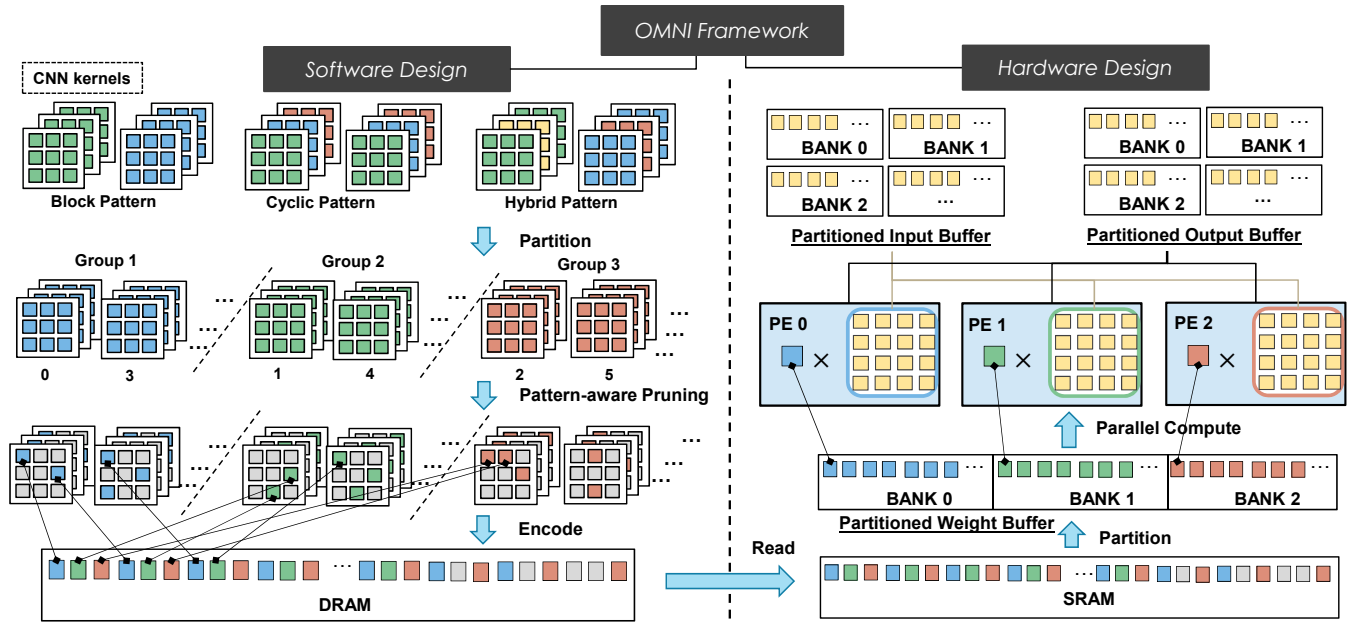 OMNI Framework
Software Design
Hardware Design
CNN kernels
Block Pattern
Cyclic Pattern
Hybrid Pattern
Partition
Group 1
Group 2
Group 3
...
...
...
...
...
...
0
3
1
4
2
5
Pattern-aware Pruning
...
...
...
...
...
...
Encode
...
DRAM
Read
...
BANK 0
...
BANK 1
...
BANK 2
...
...
Partitioned Input Buffer
...
BANK 0
...
BANK 1
...
BANK 2
...
...
Partitioned Output Buffer
PE 0
×
PE 1
×
PE 2
×
Parallel Compute
...
BANK 0
...
BANK 1
...
BANK 2
Partitioned Weight Buffer
Partition
...
SRAM